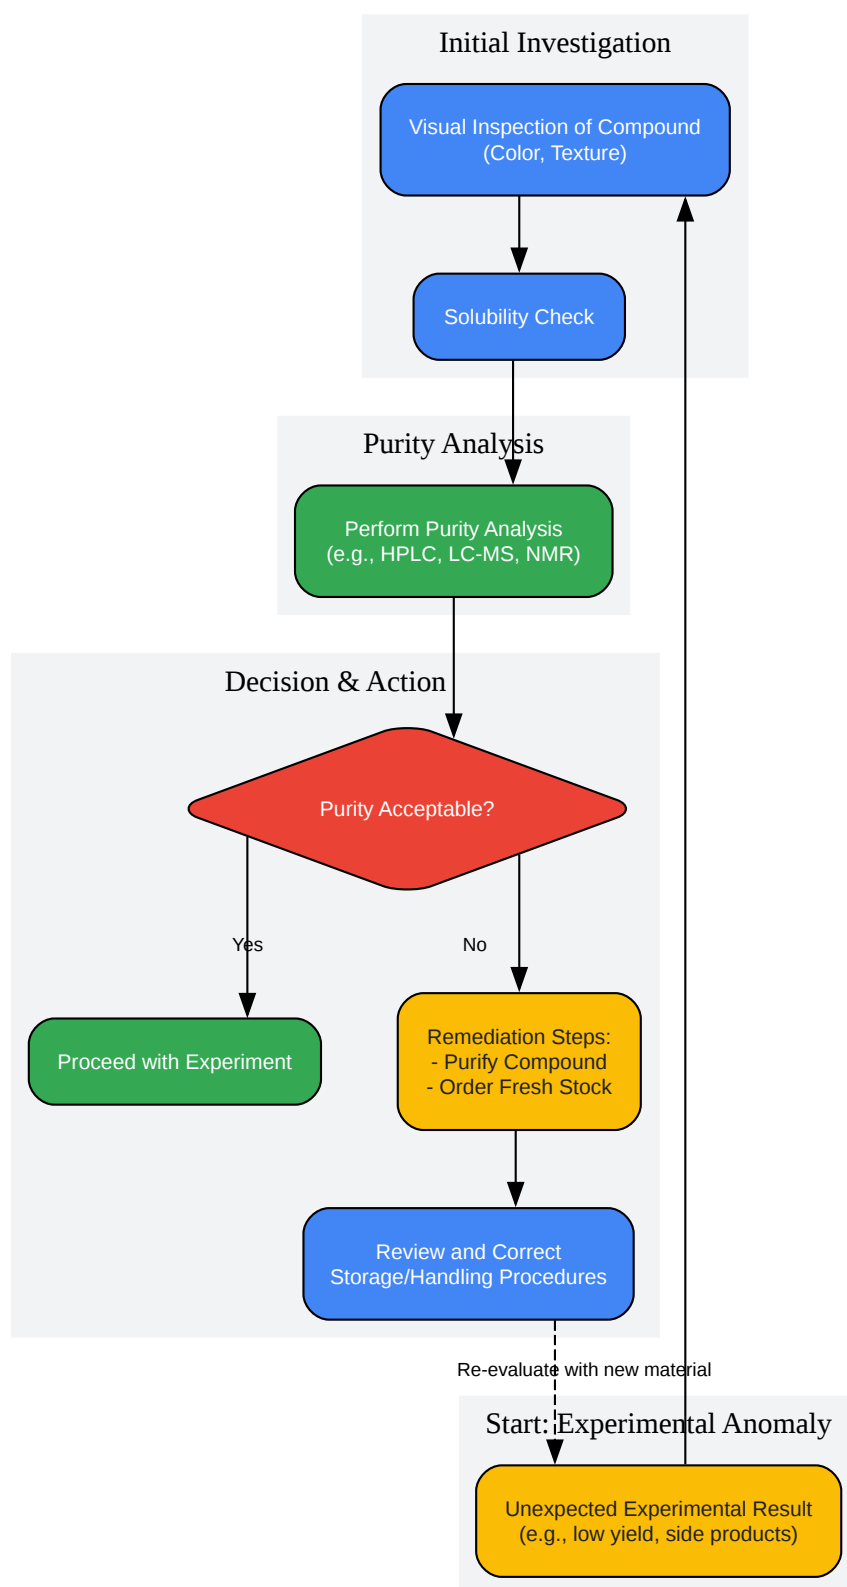 Initial Investigation
Visual Inspection of Compound
(Color, Texture)
Solubility Check
Purity Analysis
Perform Purity Analysis
(e.g., HPLC, LC-MS, NMR)
Decision & Action
Purity Acceptable?
Yes
No
Proceed with Experiment
Remediation Steps:
- Purify Compound
- Order Fresh Stock
Review and Correct
Storage/Handling Procedures
Re-evaluate with new material
Start: Experimental Anomaly
Unexpected Experimental Result
(e.g., low yield, side products)